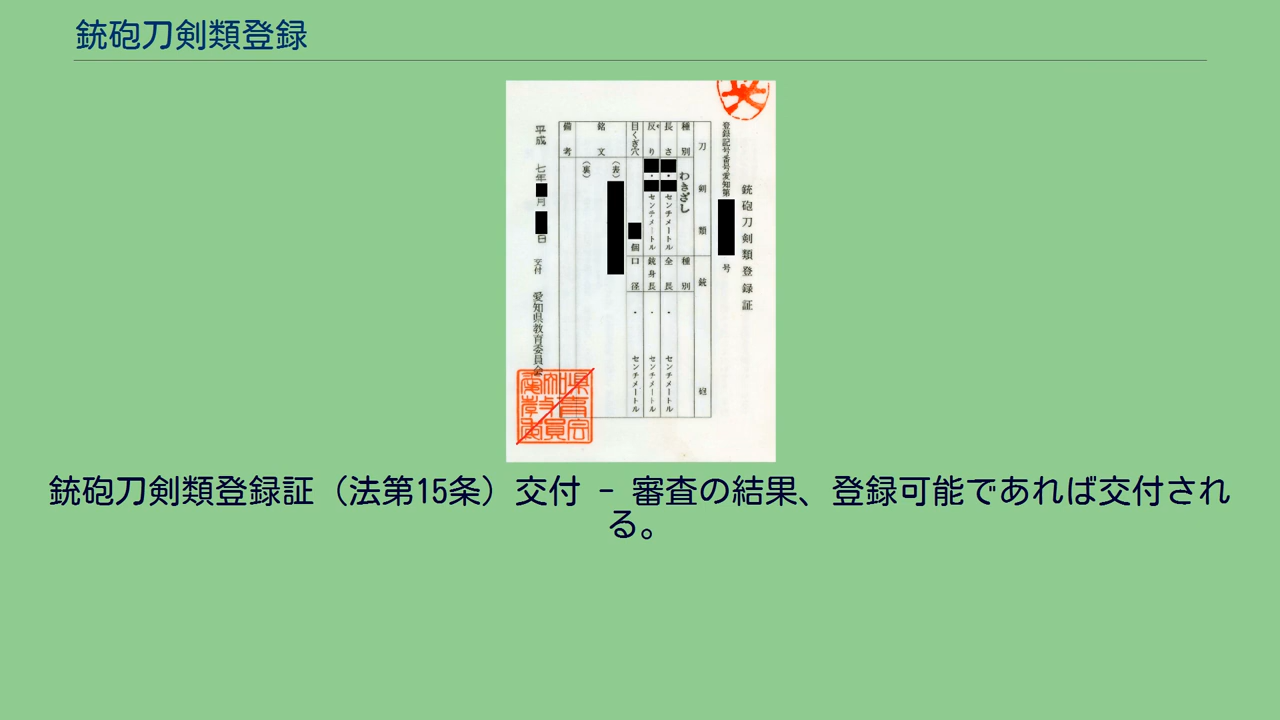 銃砲刀剣類登録
銃砲刀剣類登録証
登録記号番号愛知第
号
刀剣類
銃砲
種別
わきざし
種別
長さ
・
センチメートル
全長
・
センチメートル
反り
・
センチメートル
銃身長
・
センチメートル
目くぎ穴
個
口径
・
センチメートル
銘文
(表)
(裏)
備考
平成
七年
月
日
交付
愛知県教育委員会
銃砲刀剣類登録証（法第15条）交付 - 審査の結果、登録可能であれば交付され
る。